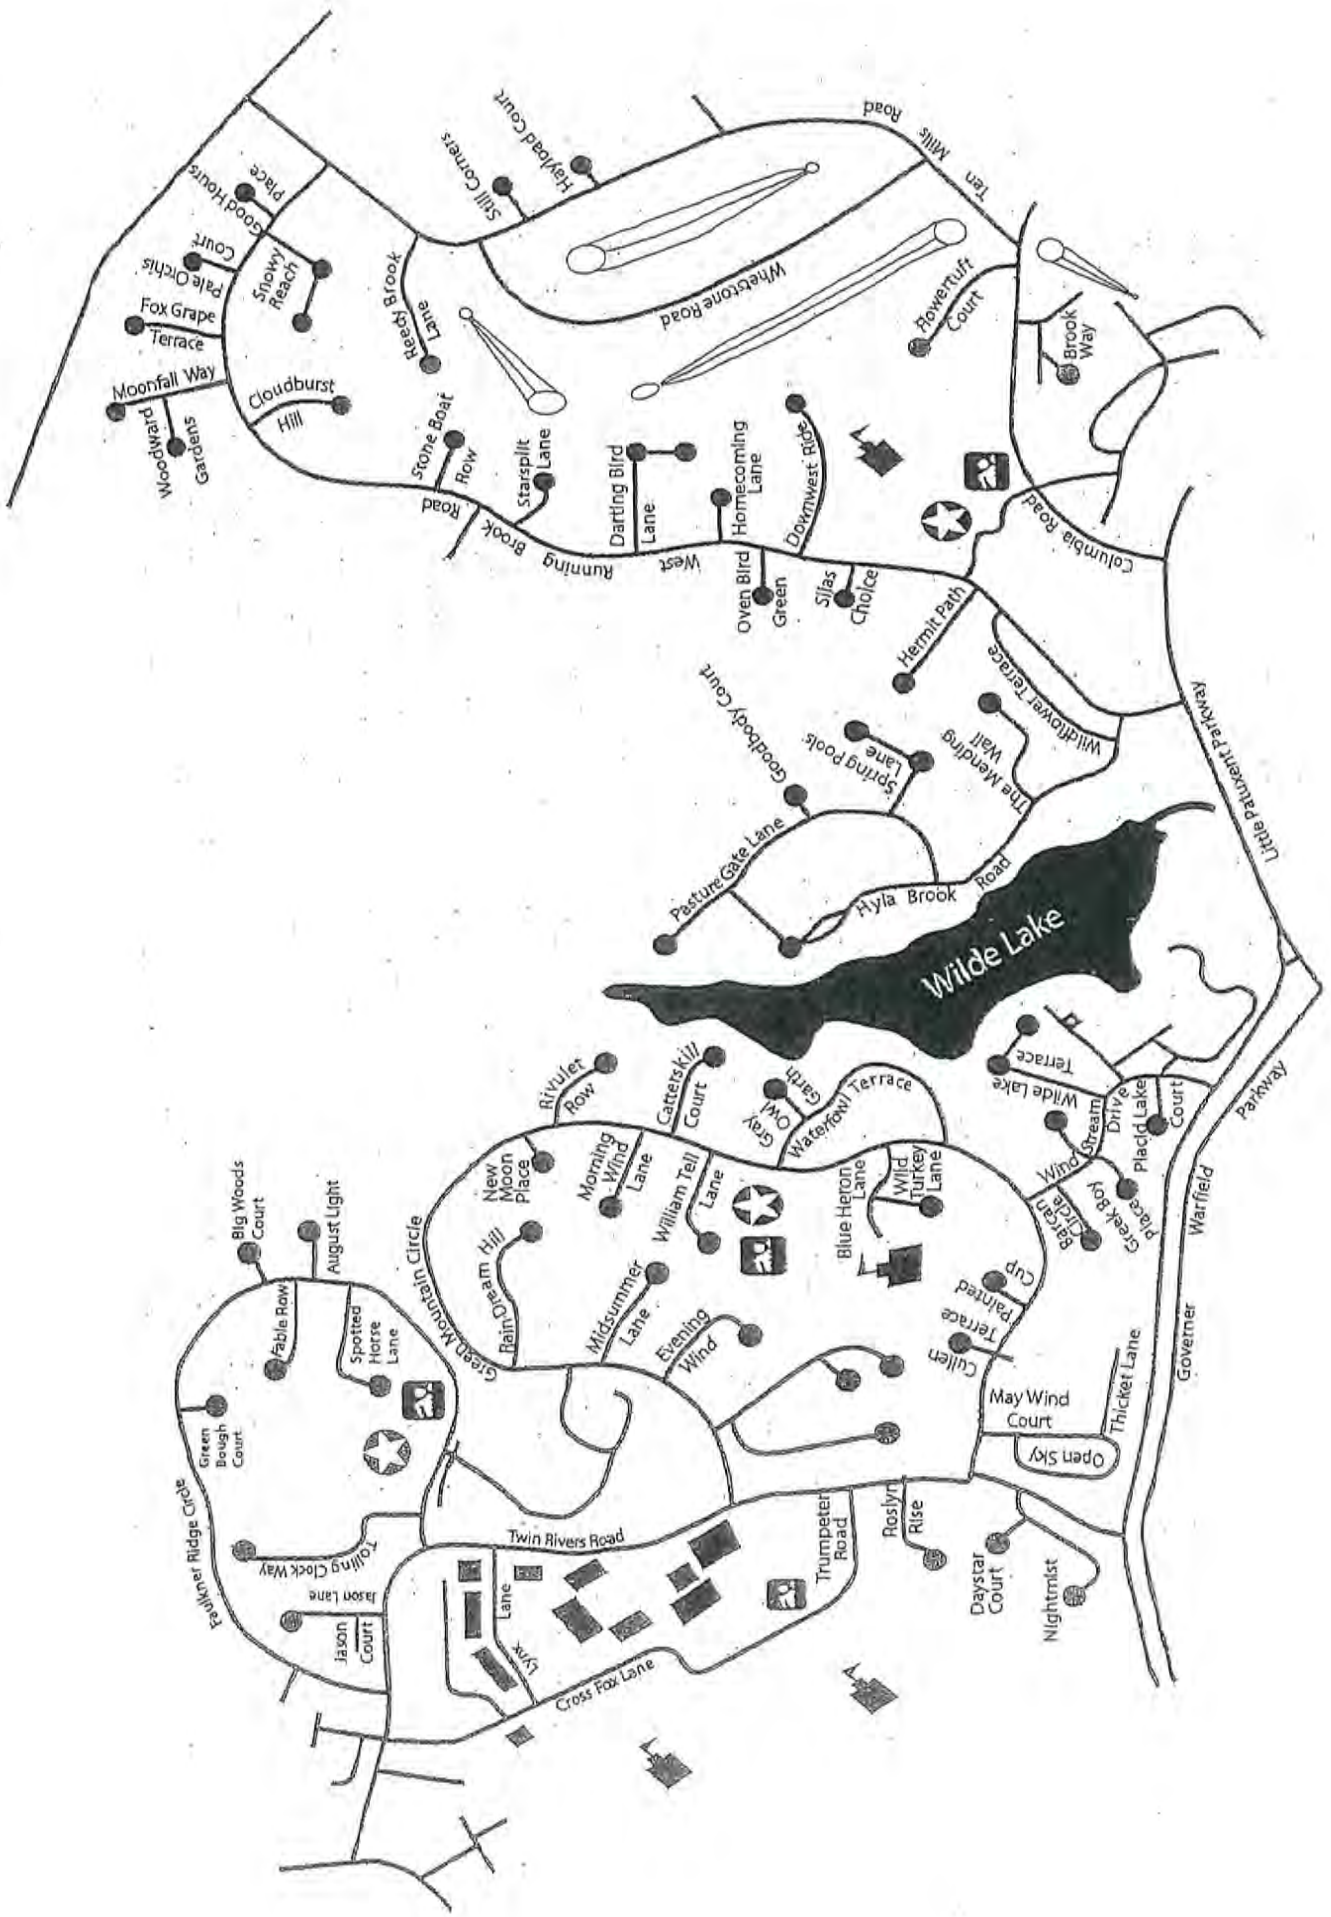 Road
Mills
Ten
Hayload Court
Still Corners
Place
Good Hours
Court
Pale Orchis
Snowy
Reach
Fox Grape
Terrace
Moonfall Way
Woodward
Gardens
Cloudburst
Hill
Reedy Brook
Lane
Whetstone Road
Flowertuft
Court
Brook
Way
Stone Boat
Row
Starsplit
Lane
Darting Bird
Lane
Homecoming
Lane
Downwest Ride
Road
Brook
Running
West
Oven Bird
Green
Silas
Choice
Columbia Road
Hermit Path
Wildflower Terrace
The Mending
Wall
Spring Pools
Lane
Goodbody Court
Pasture Gate Lane
Hyla Brook Road
Little Patuxent Parkway
Wilde Lake
Rivulet
Row
Catterskill
Court
Gray
Owl
Garth
Waterfowl Terrace
Wilde Lake
Terrace
Wind
Stream
Drive
Placid Lake
Court
Parkway
Warfield
Governer
New
Moon
Place
Morning
Wind
Lane
William Tell
Lane
Blue Heron
Lane
Wild
Turkey
Lane
Barcan
Circle
Greek Boy
Place
Big Woods
Court
August Light
Green Mountain Circle
Rain Dream Hill
Midsummer
Lane
Evening
Wind
Painted
Cup
Cullen
Terrace
Fable Row
Spotted
Horse
Lane
Green
Bough
Court
May Wind
Court
Thicket Lane
Open Sky
Faulkner Ridge Circle
Tolling Clock Way
Twin Rivers Road
Trumpeter
Road
Roslyn
Rise
Daystar
Court
Nightmist
Jason Lane
Jason
Court
Lynx
Lane
Cross Fox Lane